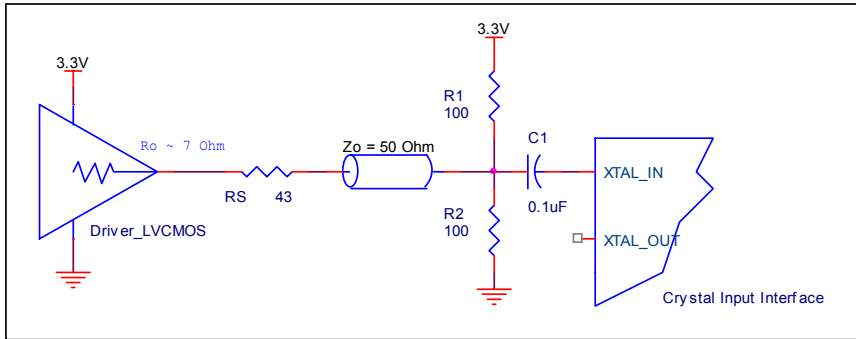 3.3V
3.3V
R1
100
C1
Ro ~ 7 Ohm
Zo = 50 Ohm
XTAL_IN
RS
43
0.1uF
R2
100
XTAL_OUT
Driver_LVCMOS
Crystal Input Interface